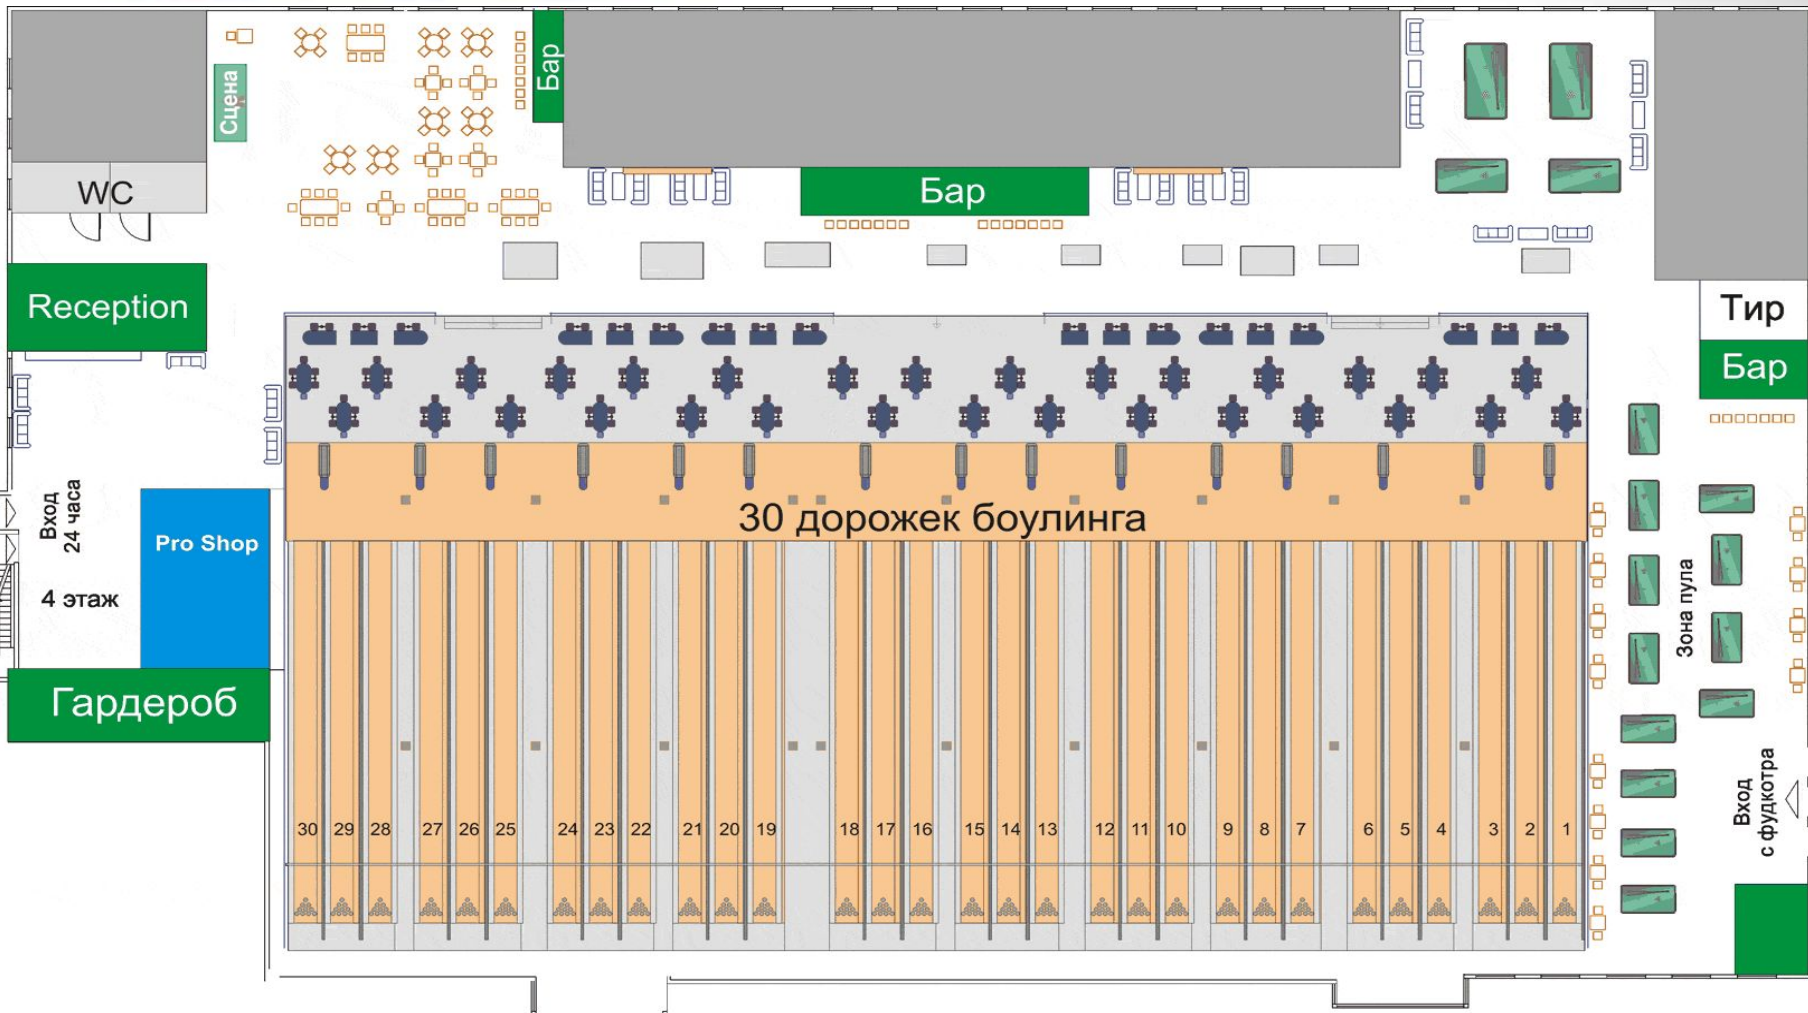 Сцена
Бар
WC
Бар
Reception
Тир
Бар
Вход
24 часа
Pro Shop
4 этаж
Гардероб
30 дорожек боулинга
Зона пула
Вход
с фудкотра
30 29 28 27 26 25 24 23 22 21 20 19 18 17 16 15 14 13 12 11 10 9 8 7 6 5 4 3 2 1